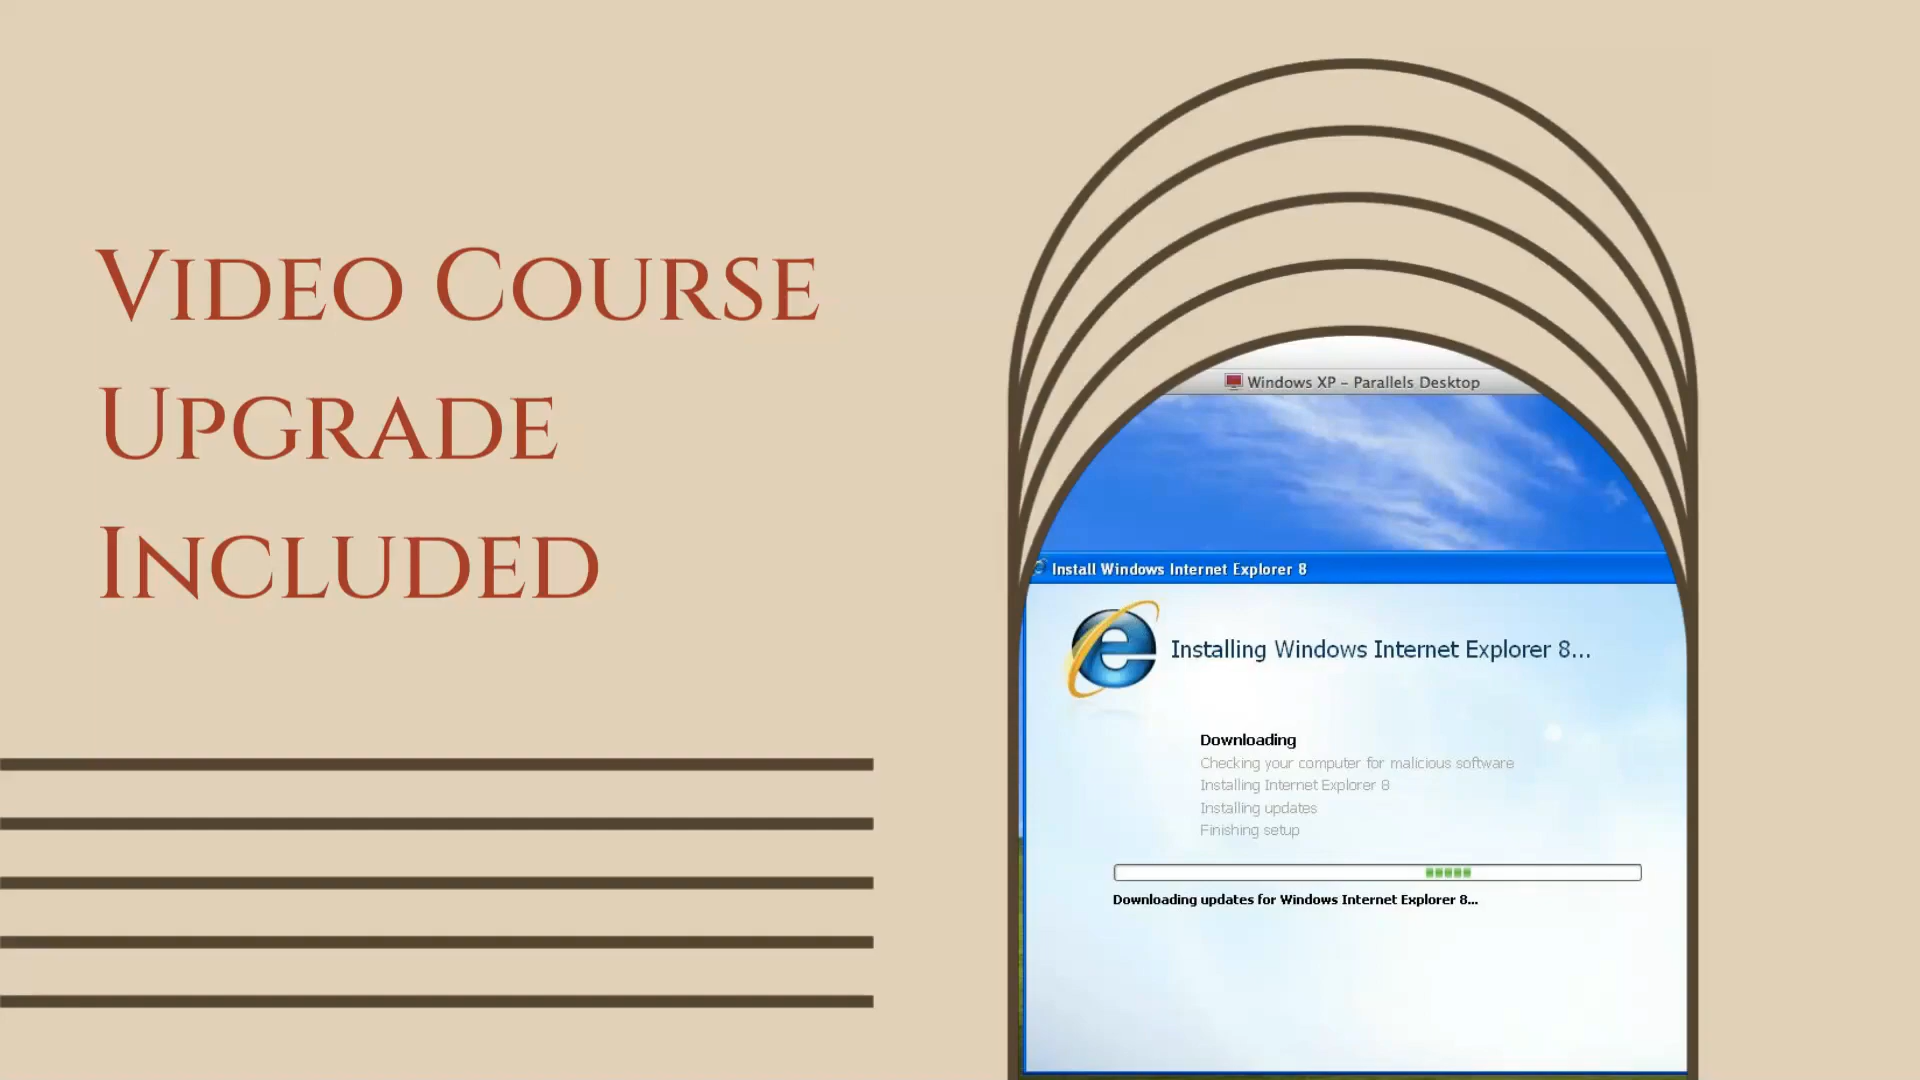 Video Course
Upgrade
Included
Windows XP – Parallels Desktop
Install Windows Internet Explorer 8
Installing Windows Internet Explorer 8...
Downloading
Checking your computer for malicious software
Installing Internet Explorer 8
Installing updates
Finishing setup
Downloading updates for Windows Internet Explorer 8...